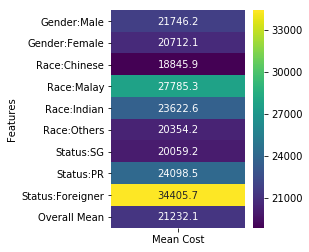 Features
Gender:Male 21746.2
Gender:Female 20712.1
Race:Chinese 18845.9
Race:Malay 27785.3
Race:Indian 23622.6
Race:Others 20354.2
Status:SG 20059.2
Status:PR 24098.5
Status:Foreigner 34405.7
Overall Mean 21232.1
Mean Cost
33000
30000
27000
24000
21000